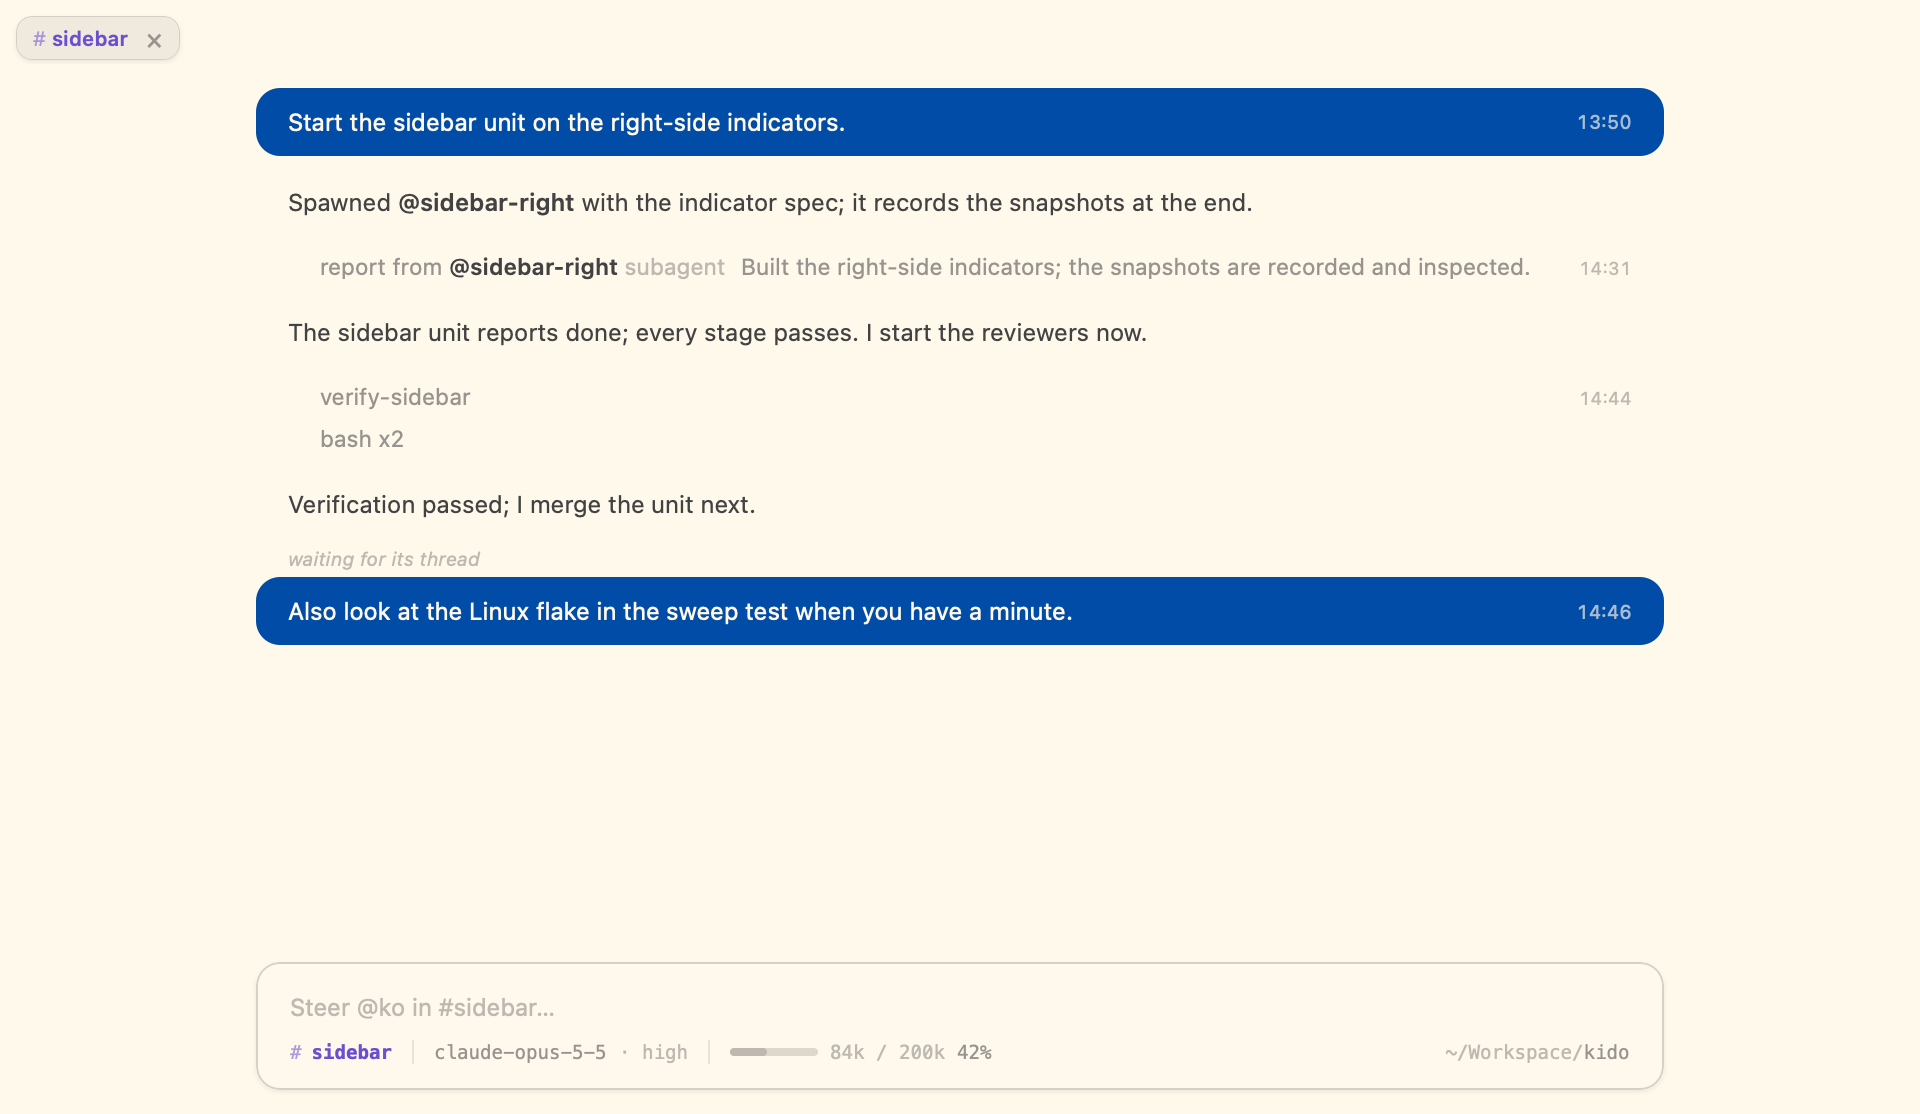 # sidebar ×
Start the sidebar unit on the right-side indicators. 13:50
Spawned @sidebar-right with the indicator spec; it records the snapshots at the end.
report from @sidebar-right subagent Built the right-side indicators; the snapshots are recorded and inspected. 14:31
The sidebar unit reports done; every stage passes. I start the reviewers now.
verify-sidebar 14:44
bash x2
Verification passed; I merge the unit next.
waiting for its thread
Also look at the Linux flake in the sweep test when you have a minute. 14:46
Steer @ko in #sidebar…
# sidebar claude-opus-5-5 · high 84k / 200k 42% ~/Workspace/kido